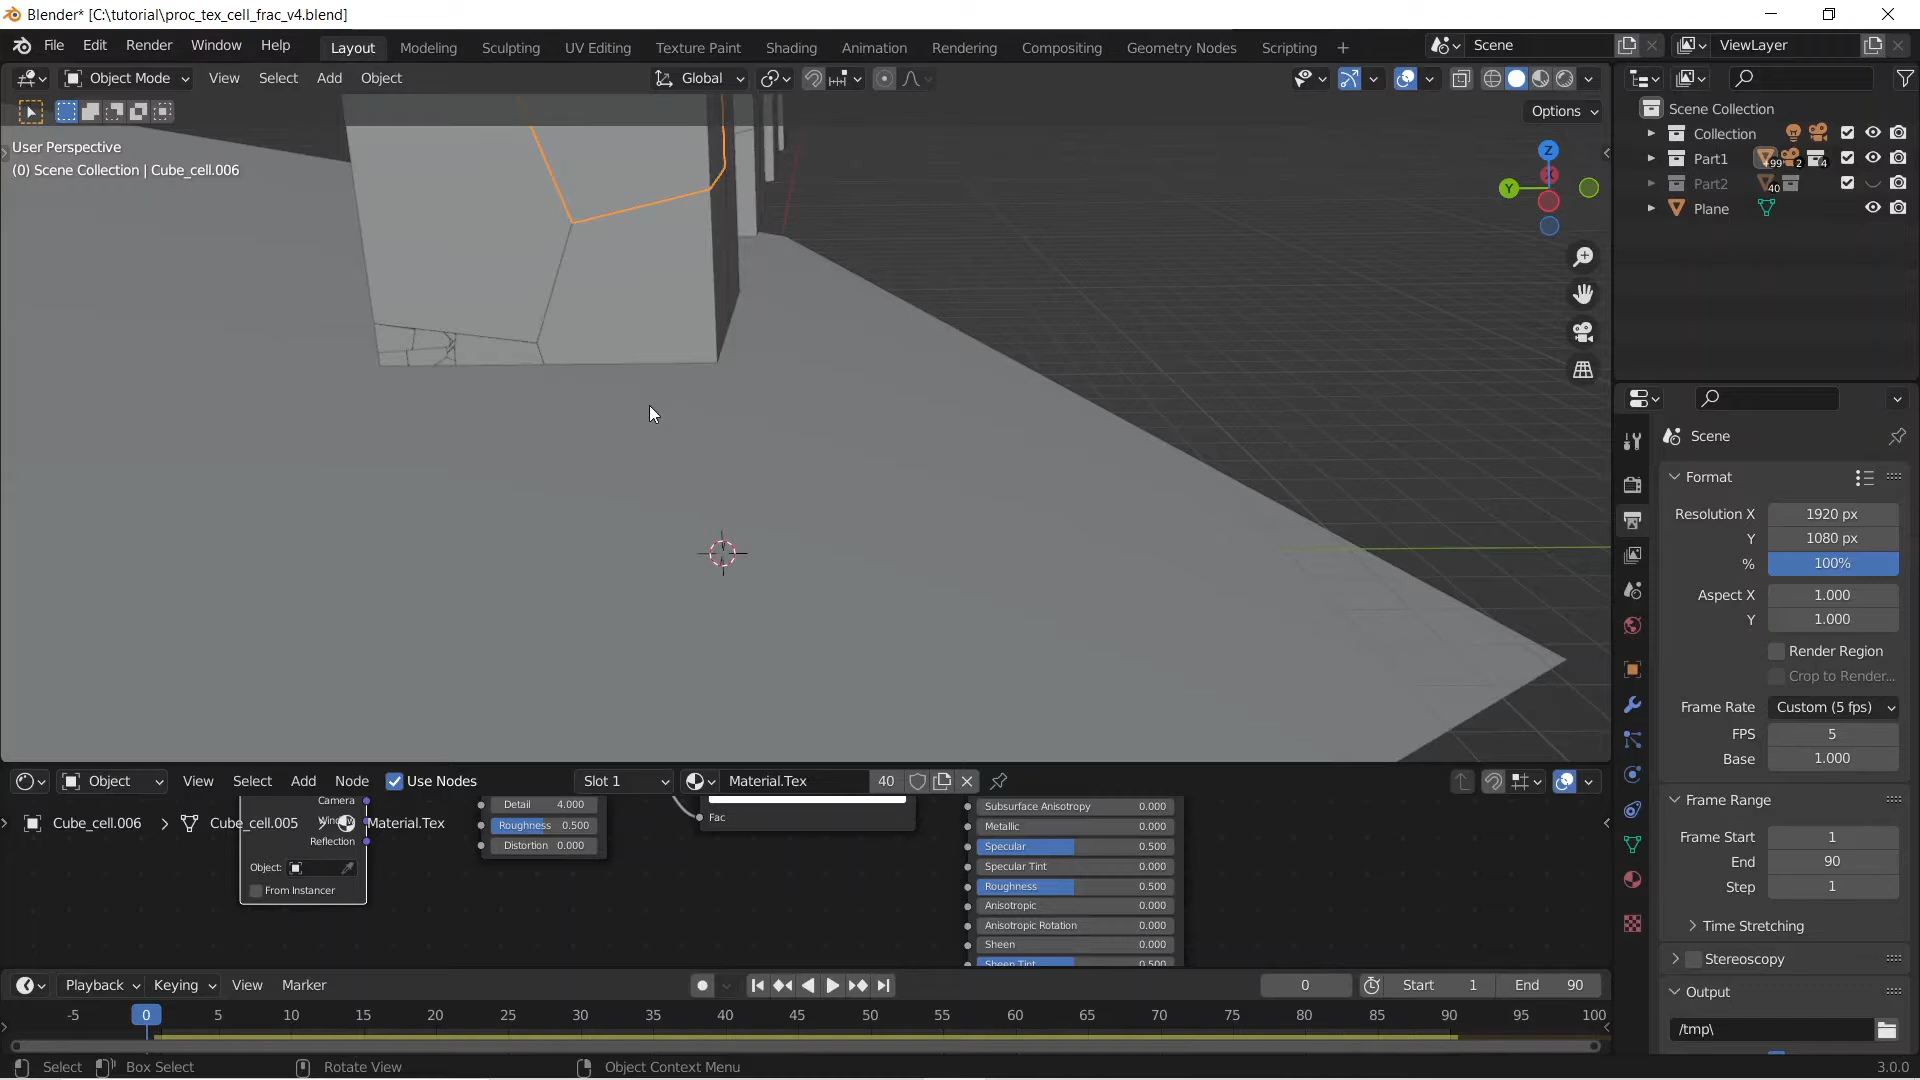 Blender* [C:\tutorial\proc_tex_cell_frac_v4.blend]
File Edit Render Window Help Layout Modeling Sculpting UV Editing Texture Paint Shading Animation Rendering Compositing Geometry Nodes Scripting + Scene ViewLayer
Object Mode View Select Add Object Global
Options
User Perspective
(0) Scene Collection | Cube_cell.006
Z
X
Y
Scene Collection
Collection
Part1 +99 2 4
Part2 40
Plane
Scene
Format
Resolution X 1920 px
Y 1080 px
% 100%
Aspect X 1.000
Y 1.000
Render Region
Crop to Render...
Frame Rate Custom (5 fps)
FPS 5
Base 1.000
Frame Range
Frame Start 1
End 90
Step 1
Time Stretching
Stereoscopy
Output
/tmp\
Object View Select Add Node Use Nodes Slot 1 Material.Tex 40
Cube_cell.006 Cube_cell.005 Material.Tex
Camera
Reflection
Object:
From Instancer
Detail 4.000
Roughness 0.500
Distortion 0.000
Fac
Subsurface Anisotropy 0.000
Metallic 0.000
Specular 0.500
Specular Tint 0.000
Roughness 0.500
Anisotropic 0.000
Anisotropic Rotation 0.000
Sheen 0.000
Sheen Tint 0.500
Playback Keying View Marker 0 Start 1 End 90
-5 0 5 10 15 20 25 30 35 40 45 50 55 60 65 70 75 80 85 90 95 100
Select Box Select Rotate View Object Context Menu 3.0.0